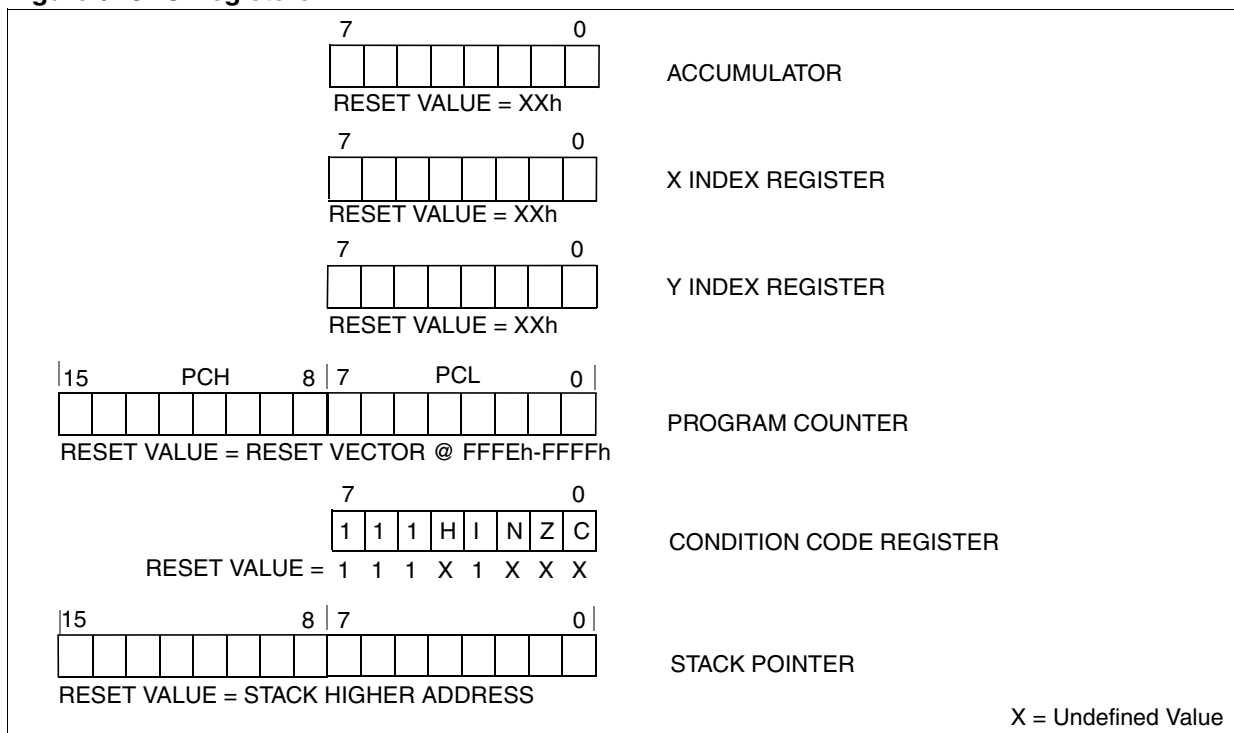 7 0
ACCUMULATOR
RESET VALUE = XXh
7 0
X INDEX REGISTER
RESET VALUE = XXh
7 0
Y INDEX REGISTER
RESET VALUE = XXh
15 PCH 8 7 PCL 0
PROGRAM COUNTER
RESET VALUE = RESET VECTOR @ FFFEh-FFFFh
7 0
1 1 1 H I N Z C
CONDITION CODE REGISTER
RESET VALUE = 1 1 1 X 1 X X X
15 8 7 0
STACK POINTER
RESET VALUE = STACK HIGHER ADDRESS
X = Undefined Value